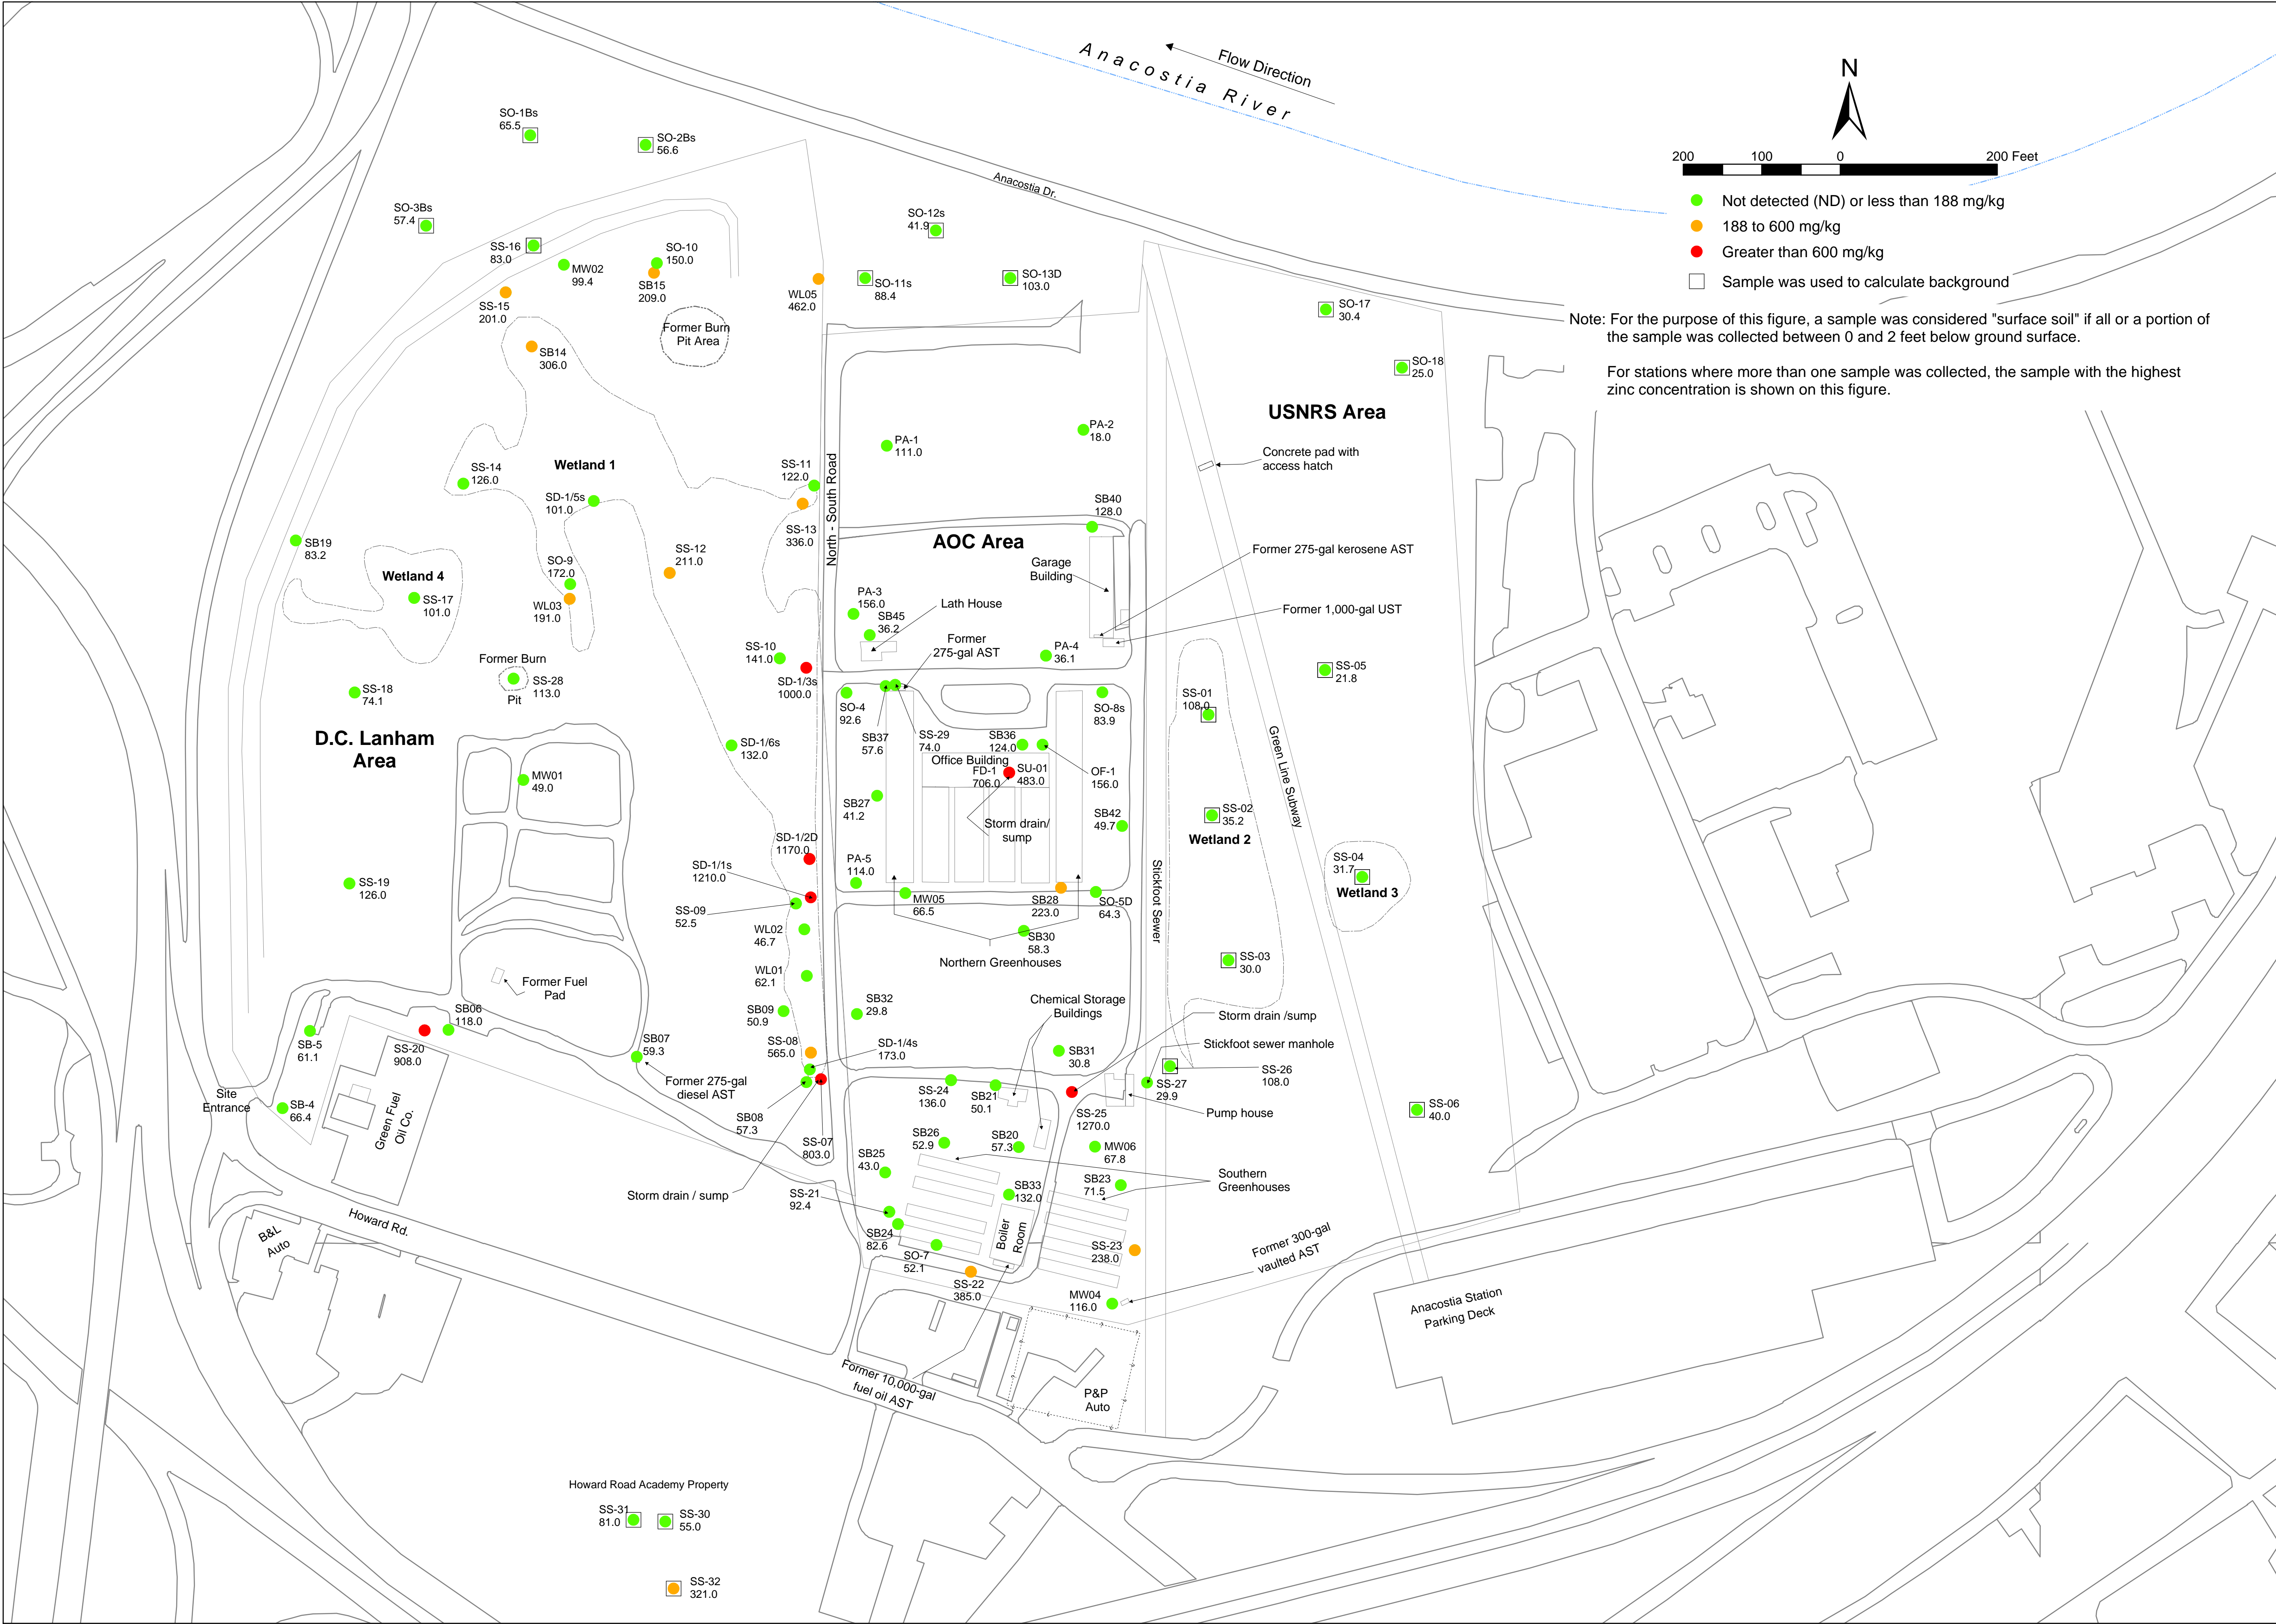 Anacostia River
Flow Direction
N
200 100 0 200 Feet
Not detected (ND) or less than 188 mg/kg
188 to 600 mg/kg
Greater than 600 mg/kg
Sample was used to calculate background
Note: For the purpose of this figure, a sample was considered "surface soil" if all or a portion of
the sample was collected between 0 and 2 feet below ground surface.
For stations where more than one sample was collected, the sample with the highest
zinc concentration is shown on this figure.
Anacostia Dr.
SO-1Bs
65.5
SO-2Bs
56.6
SO-3Bs
57.4
SS-16
83.0
MW02
99.4
SO-10
150.0
SB15
209.0
SS-15
201.0
SB14
306.0
Former Burn
Pit Area
WL05
462.0
SO-12s
41.9
SO-11s
88.4
SO-13D
103.0
SO-17
30.4
SO-18
25.0
USNRS Area
PA-1
111.0
PA-2
18.0
Concrete pad with
access hatch
SS-14
126.0
Wetland 1
SD-1/5s
101.0
SS-11
122.0
SS-13
336.0
North - South Road
SB40
128.0
AOC Area
Garage
Building
Former 275-gal kerosene AST
Former 1,000-gal UST
SB19
83.2
Wetland 4
SS-17
101.0
SO-9
172.0
WL03
191.0
SS-12
211.0
PA-3
156.0
SB45
36.2
Lath House
Former
275-gal AST
PA-4
36.1
SS-10
141.0
SD-1/3s
1000.0
Former Burn
Pit
SS-28
113.0
SS-18
74.1
SO-4
92.6
SB37
57.6
SS-29
74.0
SB36
124.0
Office Building
FD-1
706.0
SU-01
483.0
OF-1
156.0
SO-8s
83.9
SS-01
108.0
SS-05
21.8
Green Line Subway
D.C. Lanham
Area
SD-1/6s
132.0
MW01
49.0
SB27
41.2
Storm drain/
sump
SB42
49.7
SS-02
35.2
Wetland 2
SS-04
31.7
Wetland 3
SD-1/2D
1170.0
SD-1/1s
1210.0
PA-5
114.0
SS-19
126.0
SS-09
52.5
WL02
46.7
MW05
66.5
SB28
223.0
SO-5D
64.3
SB30
58.3
Northern Greenhouses
Stickfoot Sewer
SS-03
30.0
WL01
62.1
Former Fuel
Pad
SB09
50.9
SB32
29.8
Chemical Storage
Buildings
Storm drain /sump
Stickfoot sewer manhole
SB-5
61.1
SB06
118.0
SS-20
908.0
SB07
59.3
SS-08
565.0
SD-1/4s
173.0
SB31
30.8
SS-26
108.0
SS-27
29.9
Former 275-gal
diesel AST
SB08
57.3
SS-24
136.0
SB21
50.1
SS-25
1270.0
Pump house
SS-06
40.0
Site
Entrance
SB-4
66.4
Green Fuel
Oil Co.
SS-07
803.0
SB26
52.9
SB20
57.3
MW06
67.8
SB25
43.0
SB23
71.5
Southern
Greenhouses
Storm drain / sump
SS-21
92.4
SB33
132.0
SB24
82.6
SO-7
52.1
Boiler
Room
SS-23
238.0
SS-22
385.0
MW04
116.0
Former 300-gal
vaulted AST
Howard Rd.
B&L
Auto
Anacostia Station
Parking Deck
Former 10,000-gal
fuel oil AST
P&P
Auto
Howard Road Academy Property
SS-31
81.0
SS-30
55.0
SS-32
321.0